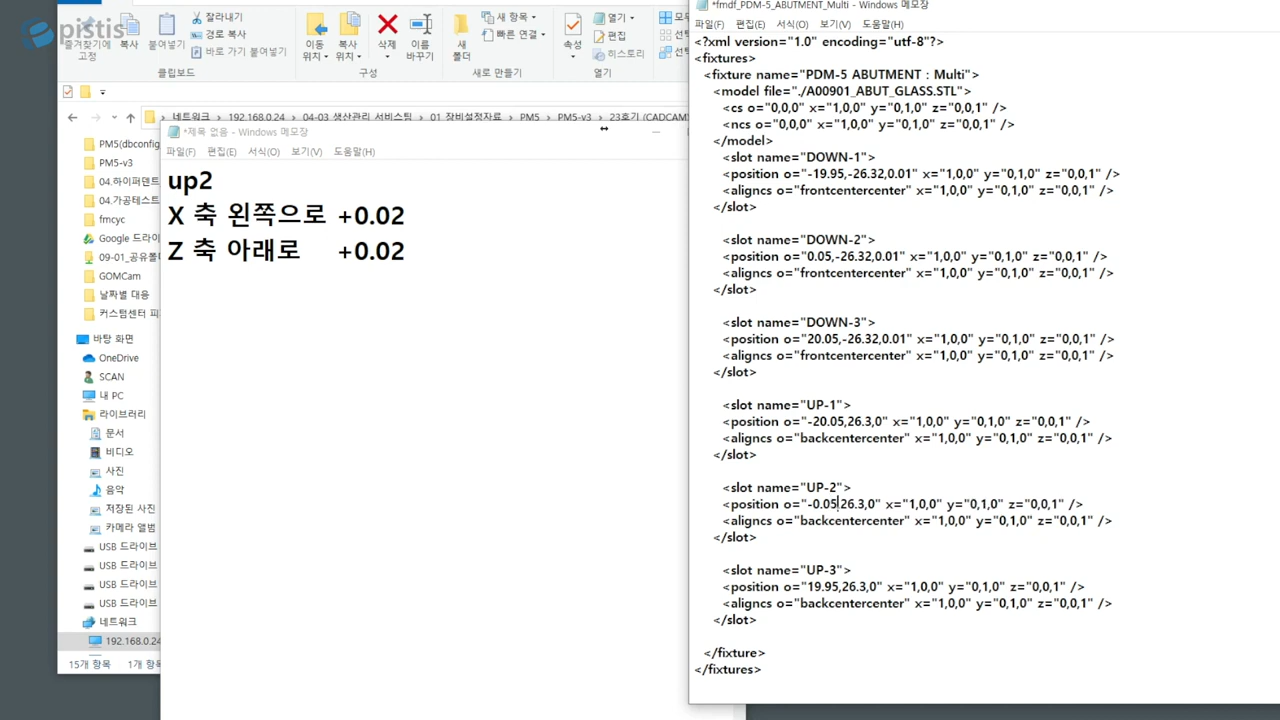 pistis
잘라내기
경로 복사
바로 가기 붙여넣기
즐겨찾기에 고정
복사
붙여넣기
클립보드
이동 위치
복사 위치
삭제
이름 바꾸기
구성
새 폴더
새 항목
빠른 연결
새로 만들기
속성
열기
편집
히스토리
열기
네트워크 192.168.0.24 04-03 생산관리 서비스팀 01 장비설정자료 PM5 PM5-v3 23호기 (CADCAM
PM5(dbconfig
PM5-v3
04.하이퍼덴트
04.가공테스트
fmcyc
Google 드라이
09-01_공유폴
GOMCam
날짜별 대응
커스텀센터 피
바탕 화면
OneDrive
SCAN
내 PC
라이브러리
문서
비디오
사진
음악
저장된 사진
카메라 앨범
USB 드라이브
USB 드라이브
USB 드라이브
USB 드라이브
네트워크
192.168.0.24
15개 항목 1개 항
*제목 없음 - Windows 메모장
파일(F) 편집(E) 서식(O) 보기(V) 도움말(H)
up2
X 축 왼쪽으로 +0.02
Z 축 아래로 +0.02
*fmdf_PDM-5_ABUTMENT_Multi - Windows 메모장
파일(F) 편집(E) 서식(O) 보기(V) 도움말(H)
<?xml version="1.0" encoding="utf-8"?>
<fixtures>
<fixture name="PDM-5 ABUTMENT : Multi">
<model file="./A00901_ABUT_GLASS.STL">
<cs o="0,0,0" x="1,0,0" y="0,1,0" z="0,0,1" />
<ncs o="0,0,0" x="1,0,0" y="0,1,0" z="0,0,1" />
</model>
<slot name="DOWN-1">
<position o="-19.95,-26.32,0.01" x="1,0,0" y="0,1,0" z="0,0,1" />
<aligncs o="frontcentercenter" x="1,0,0" y="0,1,0" z="0,0,1" />
</slot>
<slot name="DOWN-2">
<position o="0.05,-26.32,0.01" x="1,0,0" y="0,1,0" z="0,0,1" />
<aligncs o="frontcentercenter" x="1,0,0" y="0,1,0" z="0,0,1" />
</slot>
<slot name="DOWN-3">
<position o="20.05,-26.32,0.01" x="1,0,0" y="0,1,0" z="0,0,1" />
<aligncs o="frontcentercenter" x="1,0,0" y="0,1,0" z="0,0,1" />
</slot>
<slot name="UP-1">
<position o="-20.05,26.3,0" x="1,0,0" y="0,1,0" z="0,0,1" />
<aligncs o="backcentercenter" x="1,0,0" y="0,1,0" z="0,0,1" />
</slot>
<slot name="UP-2">
<position o="-0.05,26.3,0" x="1,0,0" y="0,1,0" z="0,0,1" />
<aligncs o="backcentercenter" x="1,0,0" y="0,1,0" z="0,0,1" />
</slot>
<slot name="UP-3">
<position o="19.95,26.3,0" x="1,0,0" y="0,1,0" z="0,0,1" />
<aligncs o="backcentercenter" x="1,0,0" y="0,1,0" z="0,0,1" />
</slot>
</fixture>
</fixtures>